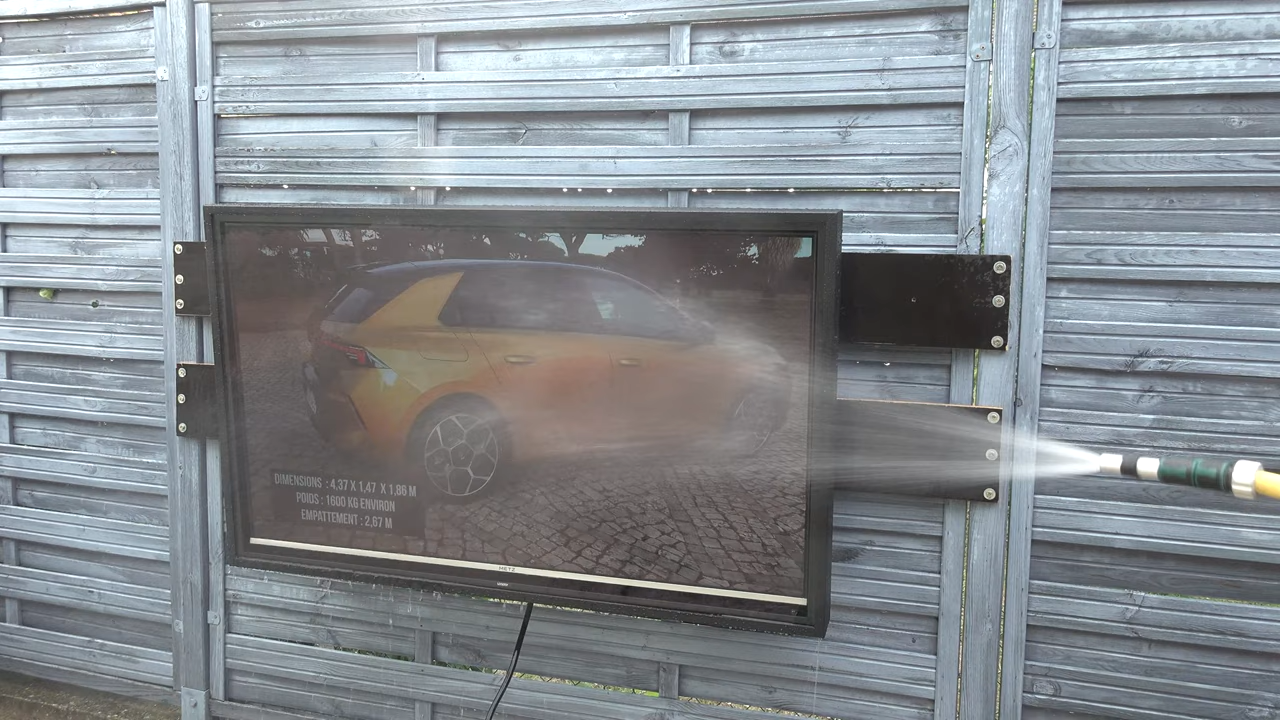 DIMENSIONS : 4,37 X 1,47 X 1,86 M
POIDS : 1600 KG ENVIRON
EMPATTEMENT : 2,67 M
METZ